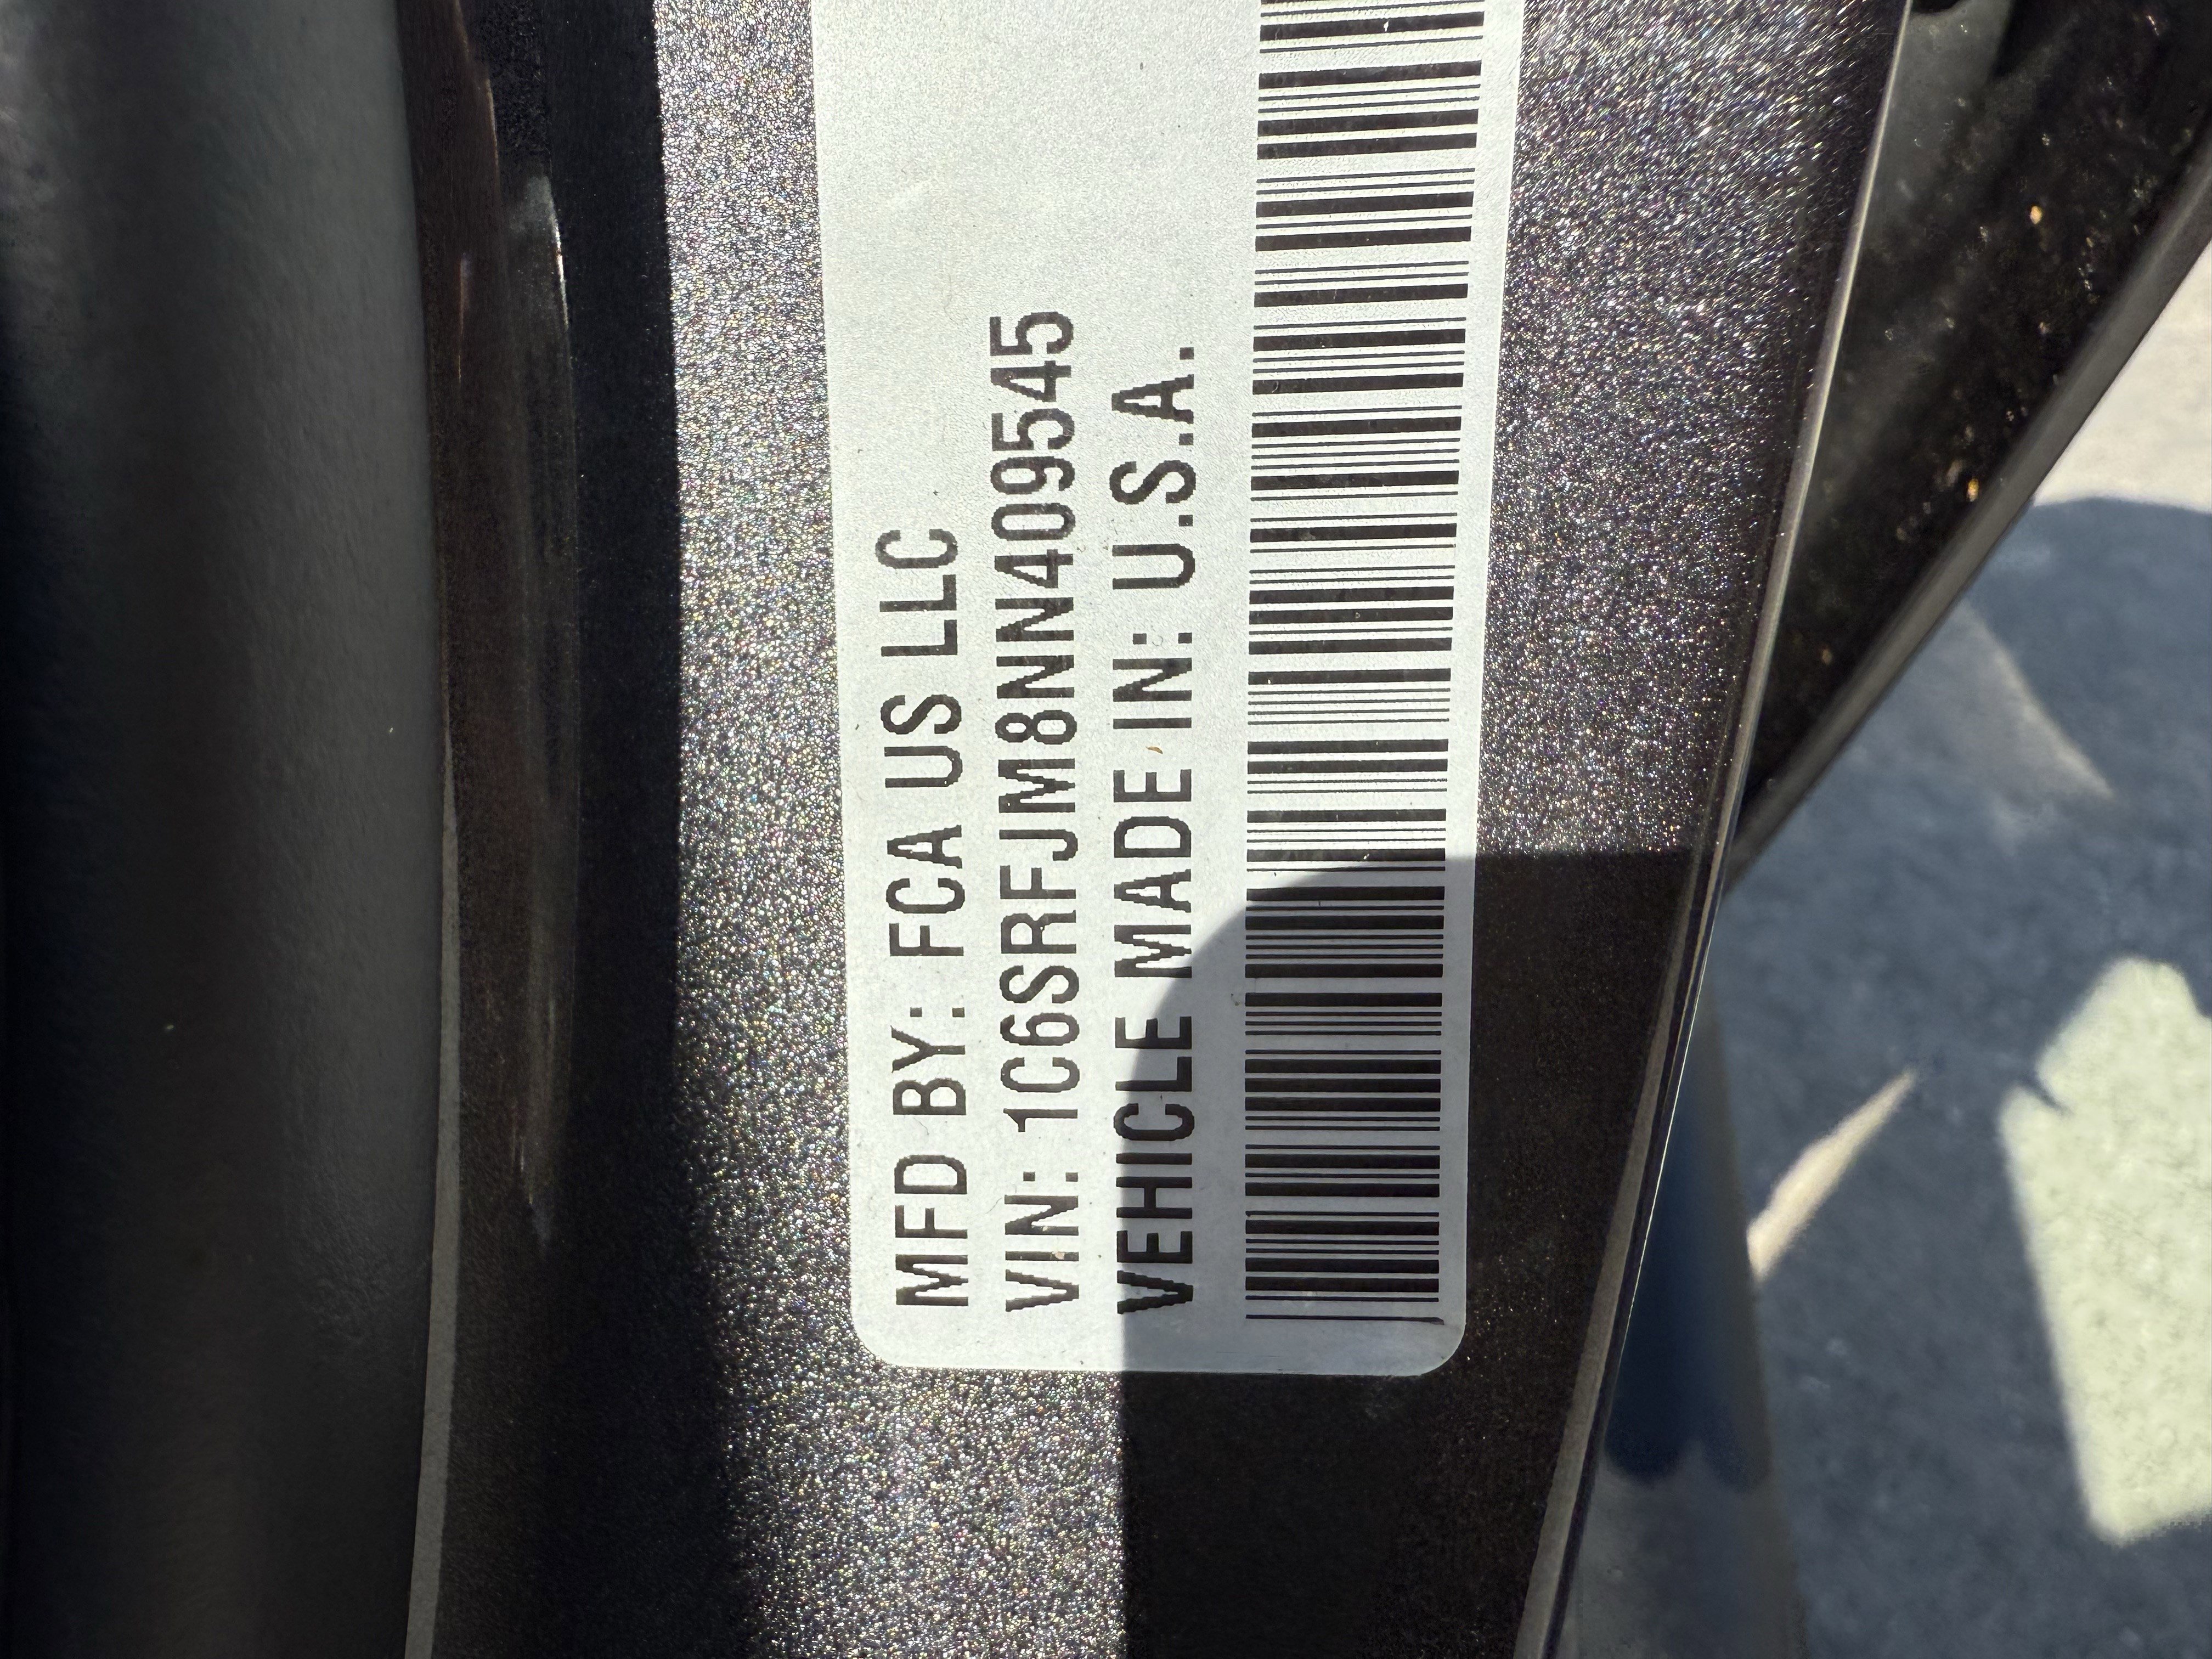 MFD BY: FCA US LLC
VIN: 1C6SRFJM8NN409545
VEHICLE MADE IN: U.S.A.